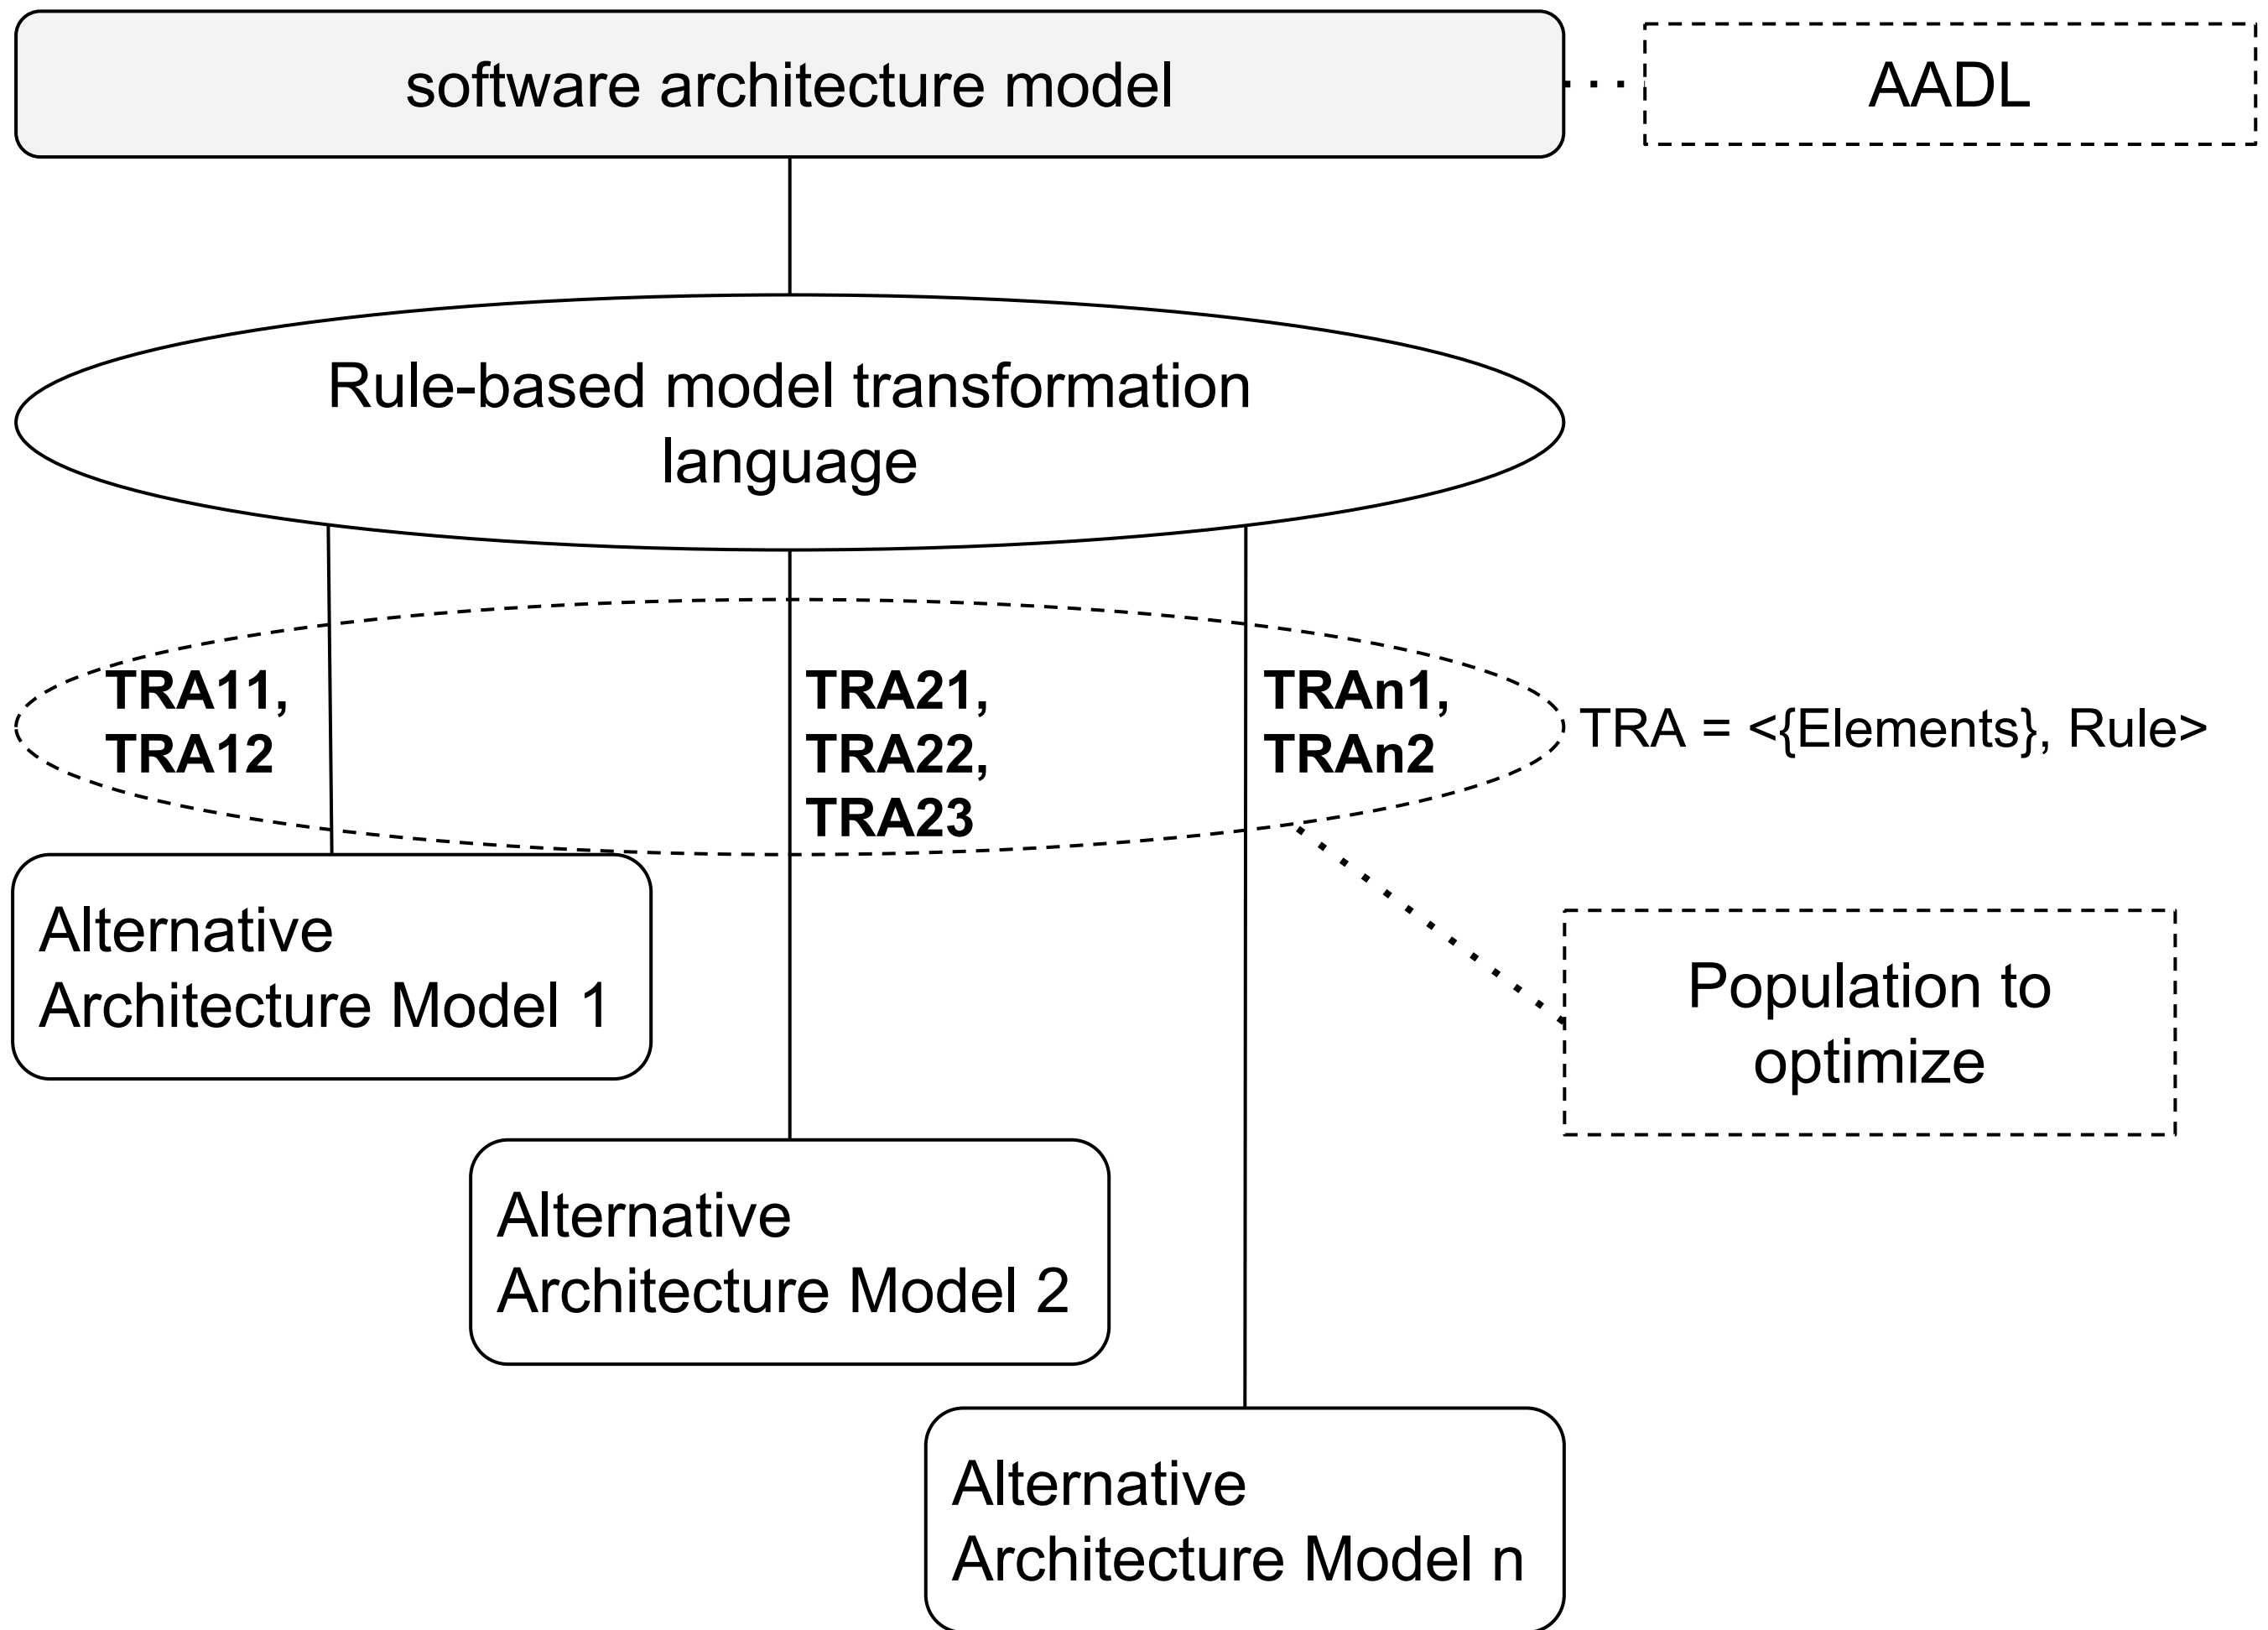 software architecture model
AADL
Rule-based model transformation
language
TRA11,
TRA12
TRA21,
TRA22,
TRA23
TRAn1,
TRAn2
TRA = <{Elements}, Rule>
Alternative
Architecture Model 1
Population to
optimize
Alternative
Architecture Model 2
Alternative
Architecture Model n